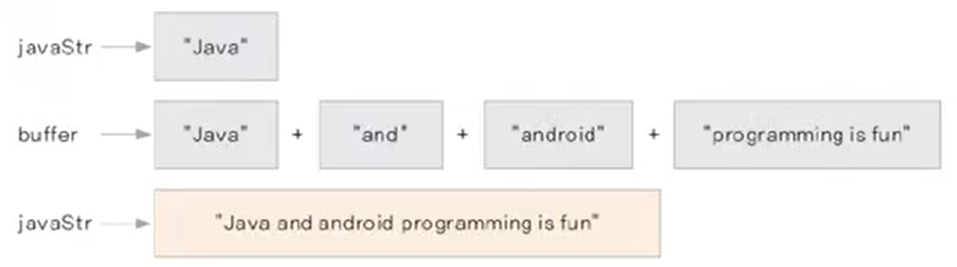 javaStr "Java"
buffer "Java" + "and" + "android" + "programming is fun"
javaStr "Java and android programming is fun"